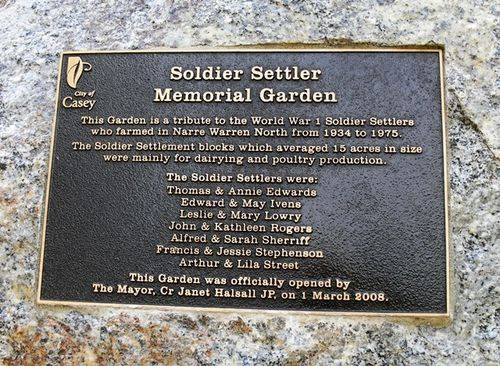 City of
Casey
Soldier Settler
Memorial Garden
This Garden is a tribute to the World War 1 Soldier Settlers
who farmed in Narre Warren North from 1934 to 1975.
The Soldier Settlement blocks which averaged 15 acres in size
were mainly for dairying and poultry production.
The Soldier Settlers were:
Thomas & Annie Edwards
Edward & May Ivens
Leslie & Mary Lowry
John & Kathleen Rogers
Alfred & Sarah Sherriff
Francis & Jessie Stephenson
Arthur & Lila Street
This Garden was officially opened by
The Mayor, Cr Janet Halsall JP, on 1 March 2008.